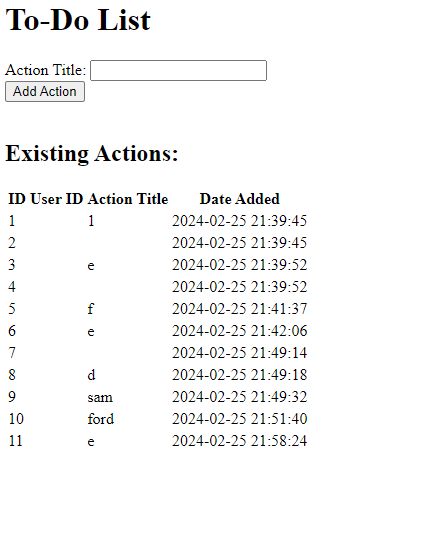 To-Do List
Action Title:
Add Action
Existing Actions:
ID User ID Action Title Date Added
1 1 2024-02-25 21:39:45
2 2024-02-25 21:39:45
3 e 2024-02-25 21:39:52
4 2024-02-25 21:39:52
5 f 2024-02-25 21:41:37
6 e 2024-02-25 21:42:06
7 2024-02-25 21:49:14
8 d 2024-02-25 21:49:18
9 sam 2024-02-25 21:49:32
10 ford 2024-02-25 21:51:40
11 e 2024-02-25 21:58:24